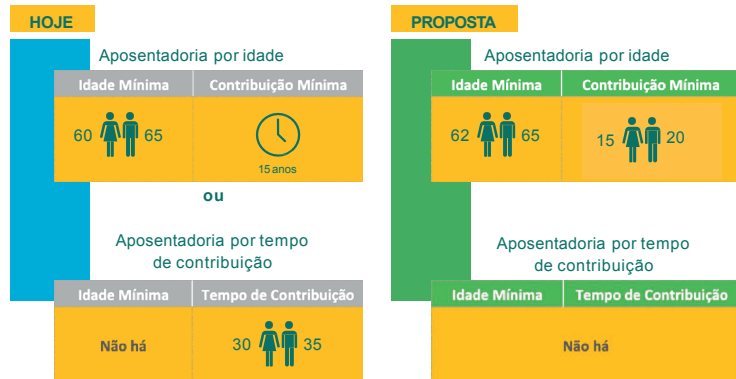 HOJE
Aposentadoria por idade
Idade Mínima
Contribuição Mínima
60
65
15 anos
ou
Aposentadoria por tempo
de contribuição
Idade Mínima
Tempo de Contribuição
Não há
30
35
PROPOSTA
Aposentadoria por idade
Idade Mínima
Contribuição Mínima
62
65
15
20
Aposentadoria por tempo
de contribuição
Idade Mínima
Tempo de Contribuição
Não há